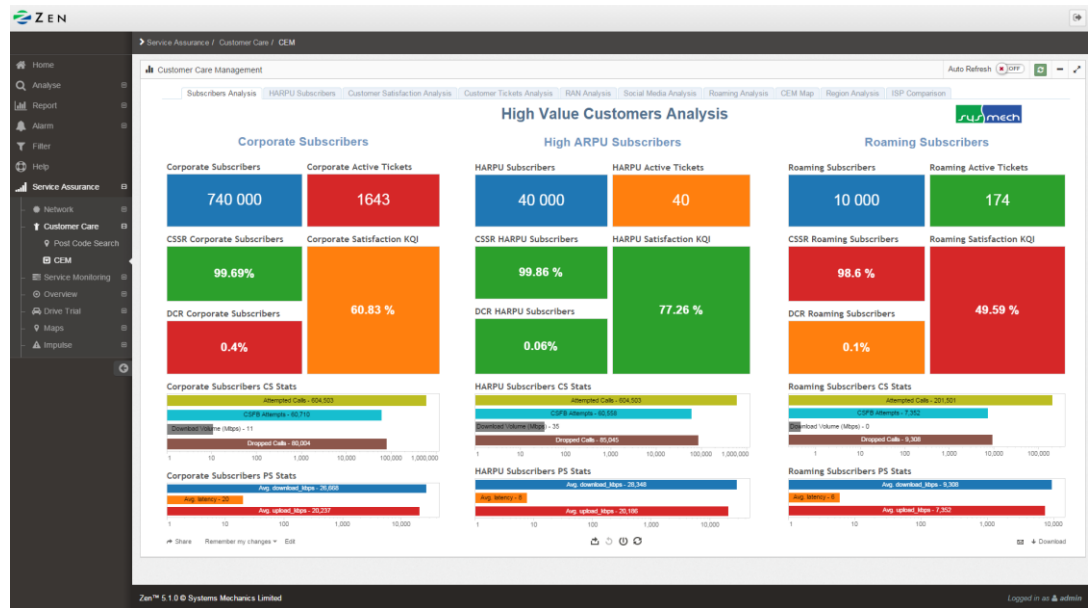 ZEN
Service Assurance / Customer Care / CEM
Home
Analyse
Report
Alarm
Filter
Help
Service Assurance
Network
Customer Care
Post Code Search
CEM
Service Monitoring
Overview
Drive Trial
Maps
Impulse
Customer Care Management
Auto Refresh OFF
Subscribers Analysis HARPU Subscribers Customer Satisfaction Analysis Customer Tickets Analysis RAN Analysis Social Media Analysis Roaming Analysis CEM Map Region Analysis ISP Comparison
High Value Customers Analysis
sysmech
Corporate Subscribers High ARPU Subscribers Roaming Subscribers
Corporate Subscribers Corporate Active Tickets HARPU Subscribers HARPU Active Tickets Roaming Subscribers Roaming Active Tickets
740 000 1643 40 000 40 10 000 174
CSSR Corporate Subscribers Corporate Satisfaction KQI CSSR HARPU Subscribers HARPU Satisfaction KQI CSSR Roaming Subscribers Roaming Satisfaction KQI
99.69% 99.86 % 98.6 %
60.83 % 77.26 % 49.59 %
DCR Corporate Subscribers DCR HARPU Subscribers DCR Roaming Subscribers
0.4% 0.06% 0.1%
Corporate Subscribers CS Stats HARPU Subscribers CS Stats Roaming Subscribers CS Stats
Attempted Calls - 604,503 Attempted Calls - 604,503 Attempted Calls - 201,501
CSFB Attempts - 60,710 CSFB Attempts - 60,558 CSFB Attempts - 7,352
Download Volume (Mbps) - 11 Download Volume (Mbps) - 35 Download Volume (Mbps) - 0
Dropped Calls - 80,004 Dropped Calls - 85,045 Dropped Calls - 9,308
1 10 100 1,000 10,000 100,000 1,000,000 1 10 100 1,000 10,000 100,000 1,000,000 1 10 100 1,000 10,000 100,000
Corporate Subscribers PS Stats HARPU Subscribers PS Stats Roaming Subscribers PS Stats
Avg. download_kbps - 26,668 Avg. download_kbps - 28,348 Avg. download_kbps - 9,308
Avg. latency - 20 Avg. latency - 8 Avg. latency - 6
Avg. upload_kbps - 20,237 Avg. upload_kbps - 20,186 Avg. upload_kbps - 7,352
1 10 100 1,000 10,000 1 10 100 1,000 10,000 1 10 100 1,000 10,000
Share Remember my changes Edit Download
Zen™ 5.1.0 © Systems Mechanics Limited
Logged in as admin